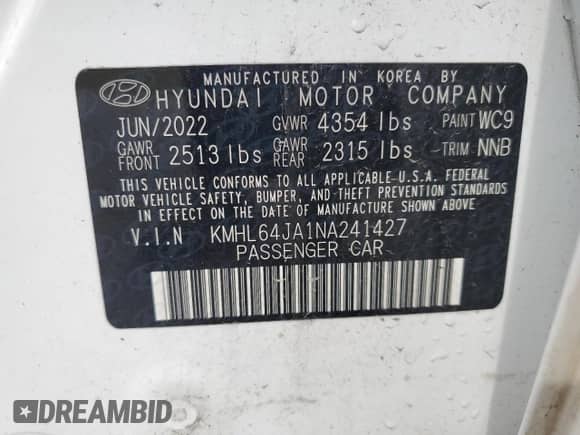 MANUFACTURED IN KOREA BY
HYUNDAI MOTOR COMPANY
JUN/2022 GVWR 4354 lbs PAINT WC9
GAWR FRONT 2513 lbs GAWR REAR 2315 lbs TRIM NNB
THIS VEHICLE CONFORMS TO ALL APPLICABLE U.S.A. FEDERAL
MOTOR VEHICLE SAFETY, BUMPER, AND THEFT PREVENTION STANDARDS
IN EFFECT ON THE DATE OF MANUFACTURE SHOWN ABOVE
V.I.N KMHL64JA1NA241427
PASSENGER CAR
DREAMBID